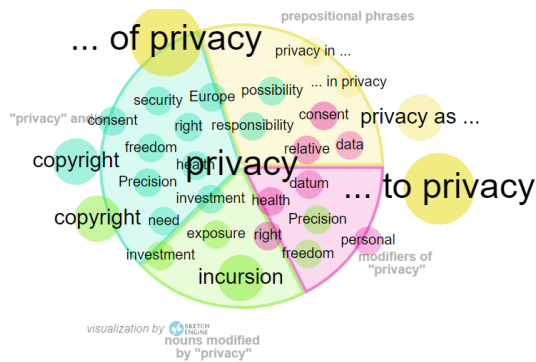 prepositional phrases
... of privacy
privacy in ...
... in privacy
possibility
Europe
security
consent
privacy as ...
"privacy" and/
consent
right
responsibility
freedom
relative
data
health
privacy
copyright
Precision
datum
... to privacy
investment
health
copyright
need
Precision
exposure
right
personal
investment
freedom
modifiers of
"privacy"
incursion
visualization by SKETCH
ENGINE
nouns modified
by "privacy"